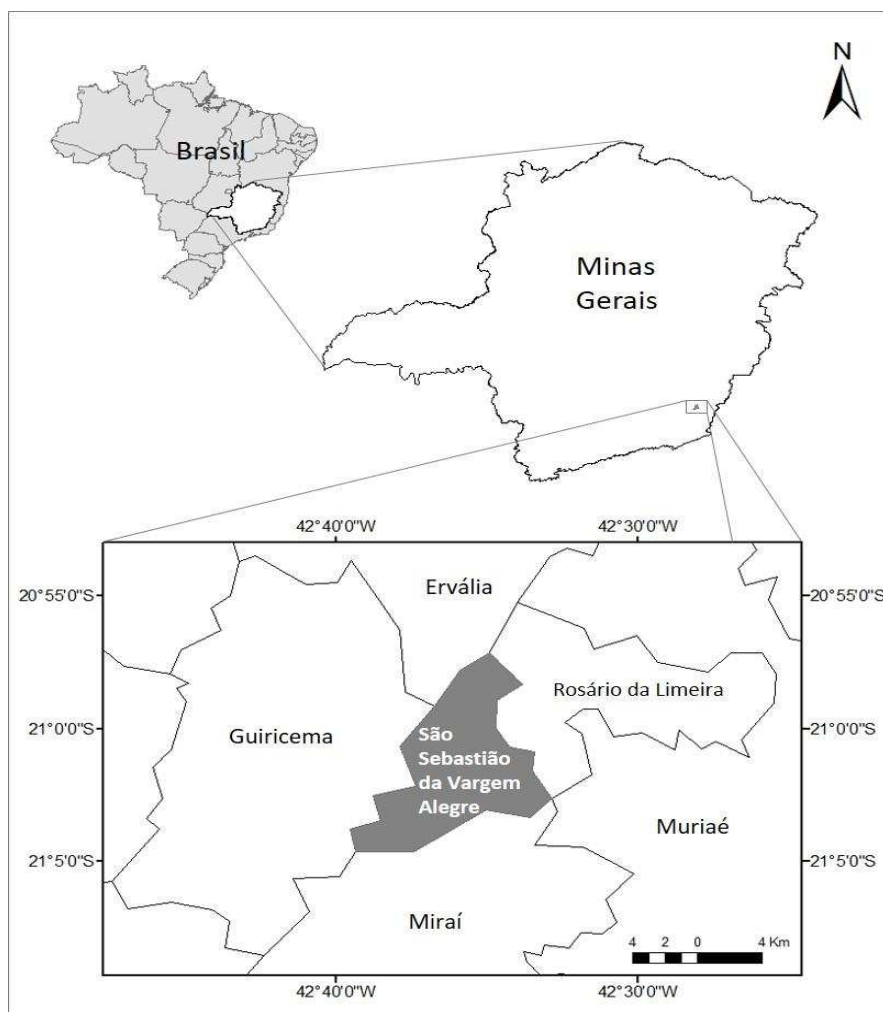 N
Brasil
Minas
Gerais
42°40'0"W
42°30'0"W
20°55'0"S
Ervália
20°55'0"S
Rosário da Limeira
21°0'0"S
Guiricema
São
Sebastião
da Vargem
Alegre
21°0'0"S
Muriaé
21°5'0"S
21°5'0"S
Miraí
4 2 0 4 Km
42°40'0"W
42°30'0"W